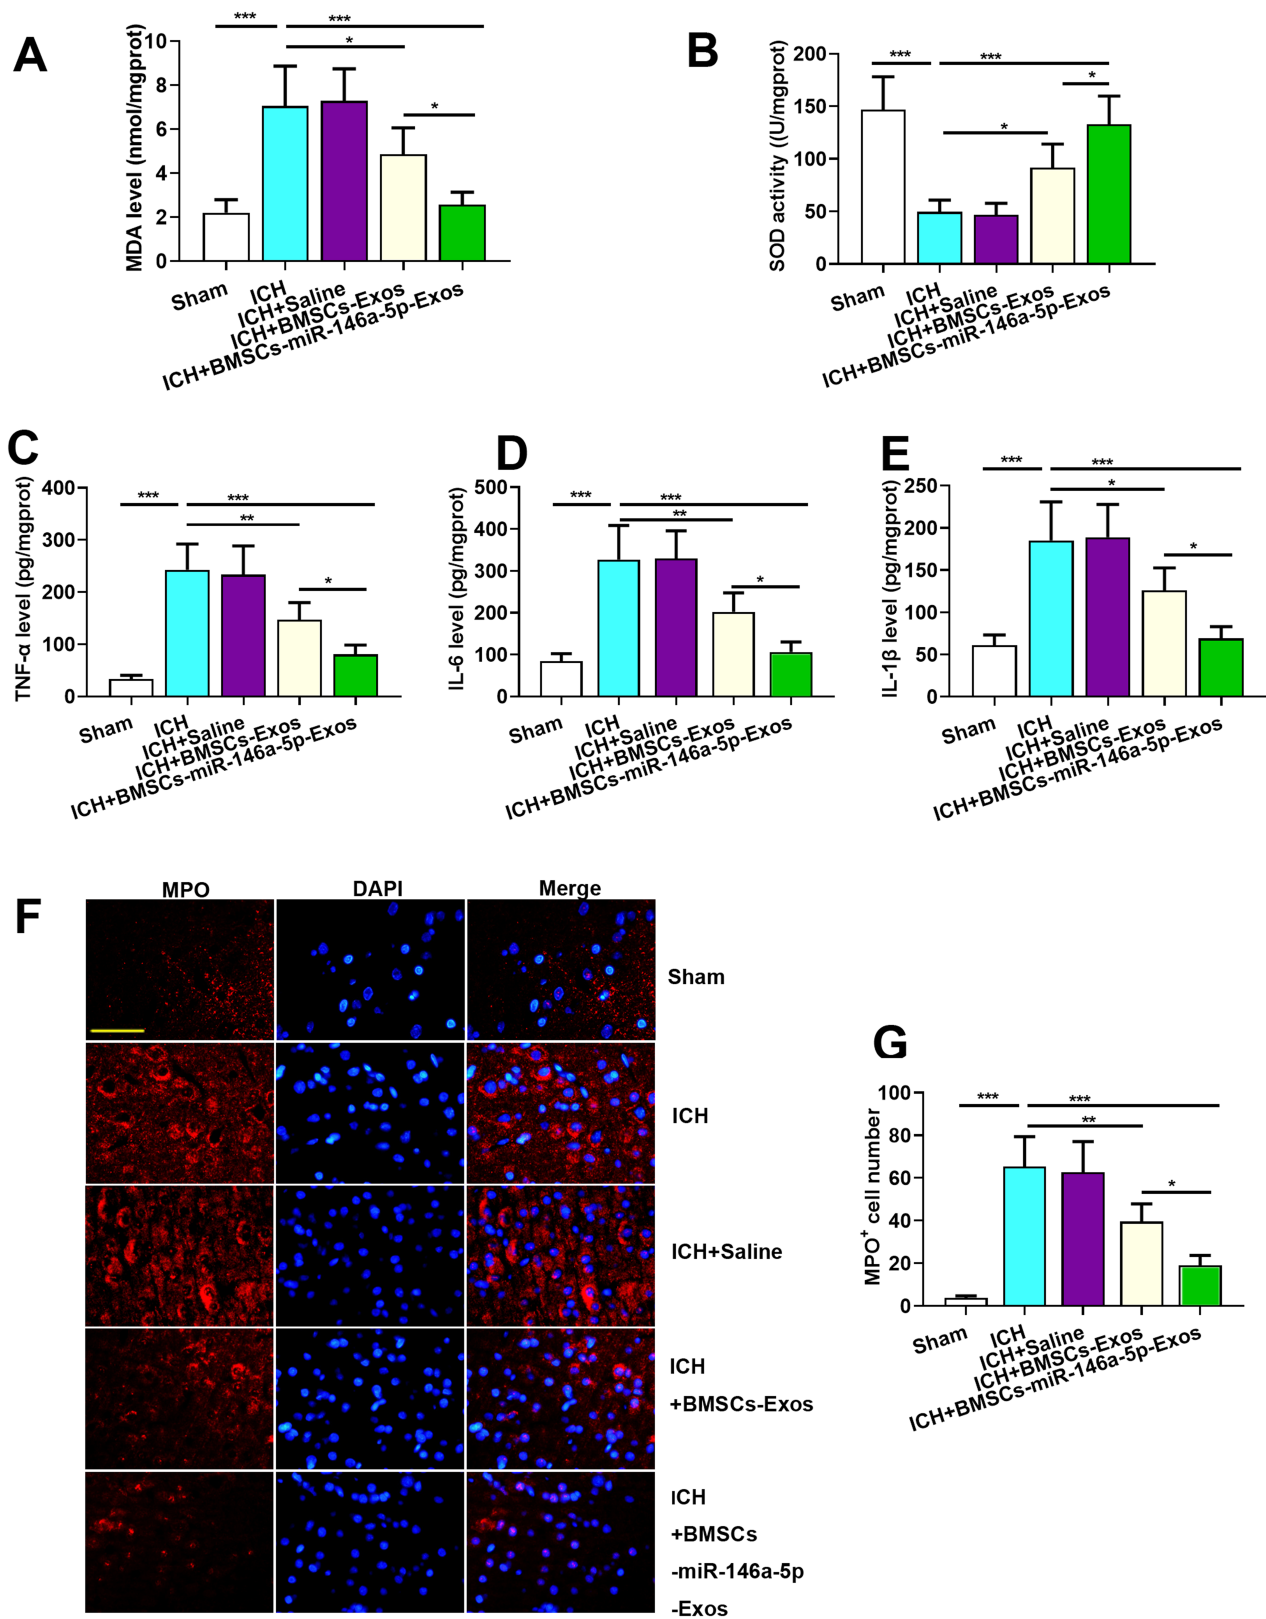 A
MDA level (nmol/mgprot)
10
8
6
4
2
0
***
***
*
*
Sham
ICH
ICH+Saline
ICH+BMSCs-Exos
ICH+BMSCs-miR-146a-5p-Exos
B
SOD activity ((U/mgprot)
200
150
100
50
0
***
***
*
*
Sham
ICH
ICH+Saline
ICH+BMSCs-Exos
ICH+BMSCs-miR-146a-5p-Exos
C
TNF-α level (pg/mgprot)
400
300
200
100
0
***
***
**
*
Sham
ICH
ICH+Saline
ICH+BMSCs-Exos
ICH+BMSCs-miR-146a-5p-Exos
D
IL-6 level (pg/mgprot)
500
400
300
200
100
0
***
***
**
*
Sham
ICH
ICH+Saline
ICH+BMSCs-Exos
ICH+BMSCs-miR-146a-5p-Exos
E
IL-1β level (pg/mgprot)
250
200
150
100
50
0
***
***
*
*
Sham
ICH
ICH+Saline
ICH+BMSCs-Exos
ICH+BMSCs-miR-146a-5p-Exos
F
MPO DAPI Merge
Sham
ICH
ICH+Saline
ICH
+BMSCs-Exos
ICH
+BMSCs
-miR-146a-5p
-Exos
G
MPO+ cell number
100
80
60
40
20
0
***
***
**
*
Sham
ICH
ICH+Saline
ICH+BMSCs-Exos
ICH+BMSCs-miR-146a-5p-Exos